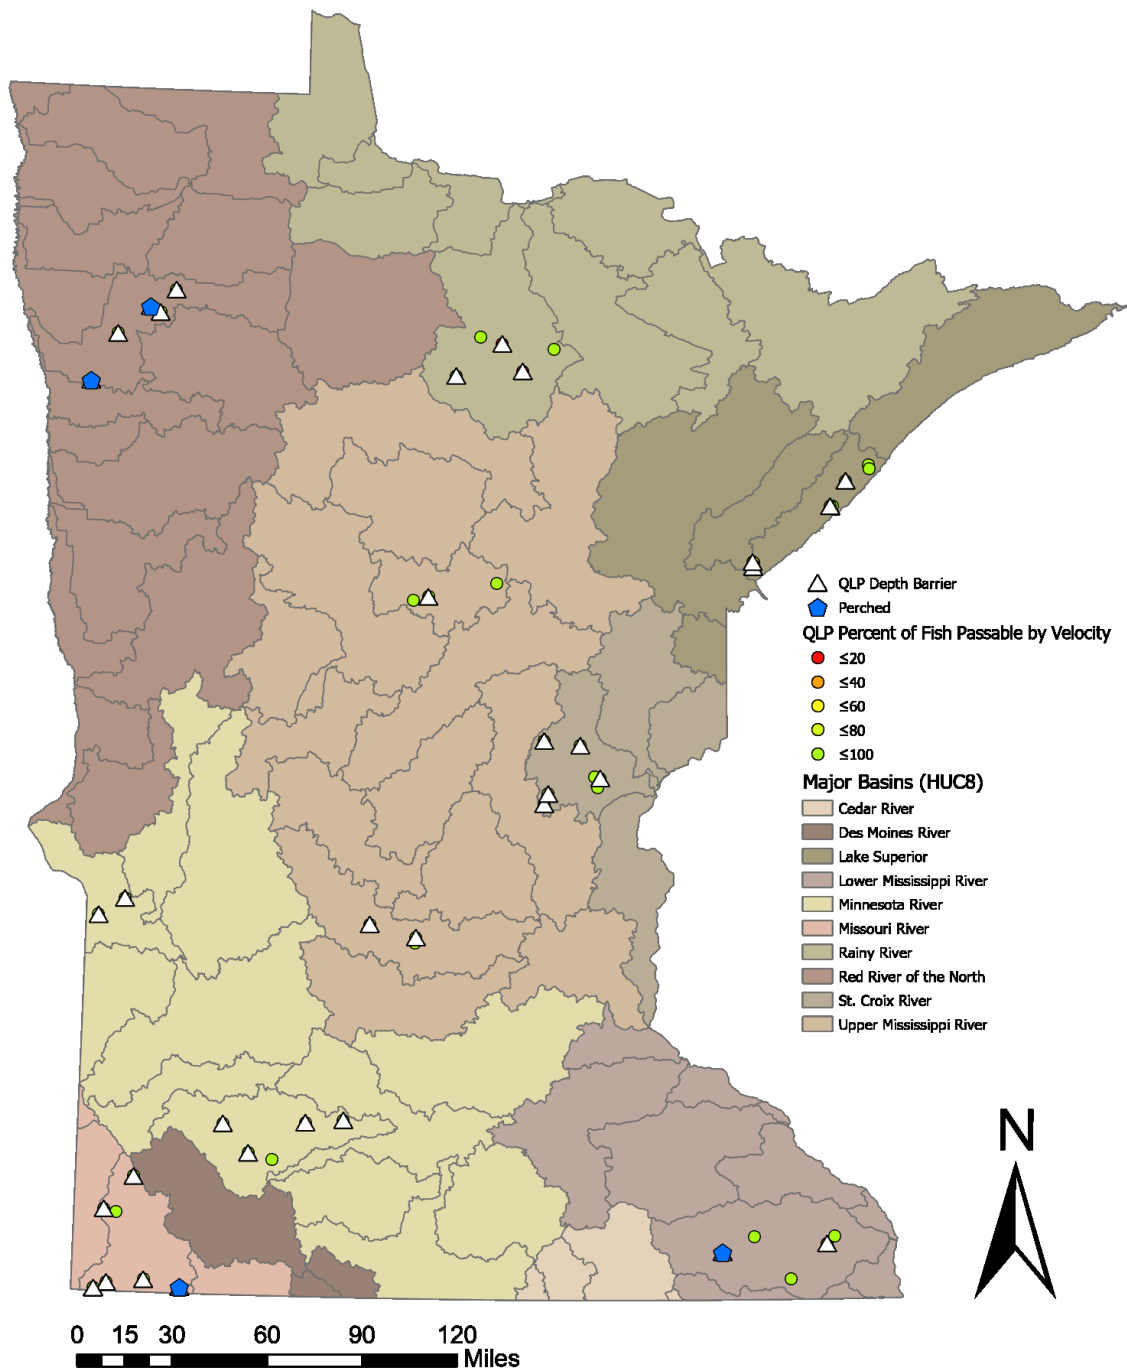 QLP Depth Barrier
Perched
QLP Percent of Fish Passable by Velocity
≤20
≤40
≤60
≤80
≤100
Major Basins (HUC8)
Cedar River
Des Moines River
Lake Superior
Lower Mississippi River
Minnesota River
Missouri River
Rainy River
Red River of the North
St. Croix River
Upper Mississippi River
N
0 15 30 60 90 120
Miles